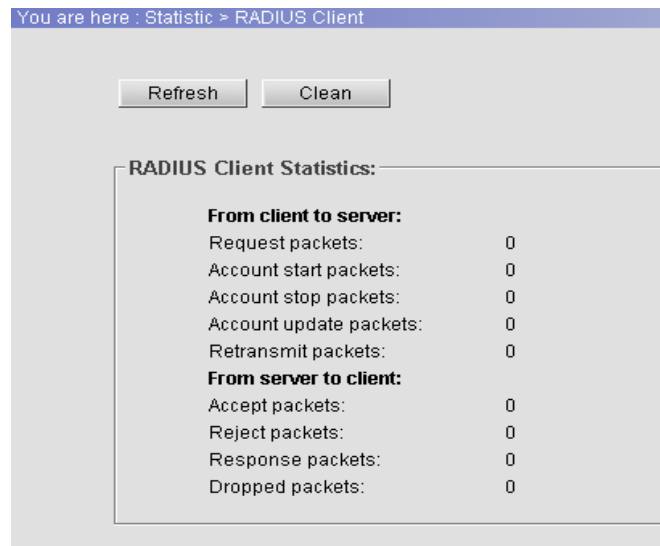 You are here : Statistic > RADIUS Client
Refresh Clean
RADIUS Client Statistics:
From client to server:
Request packets: 0
Account start packets: 0
Account stop packets: 0
Account update packets: 0
Retransmit packets: 0
From server to client:
Accept packets: 0
Reject packets: 0
Response packets: 0
Dropped packets: 0